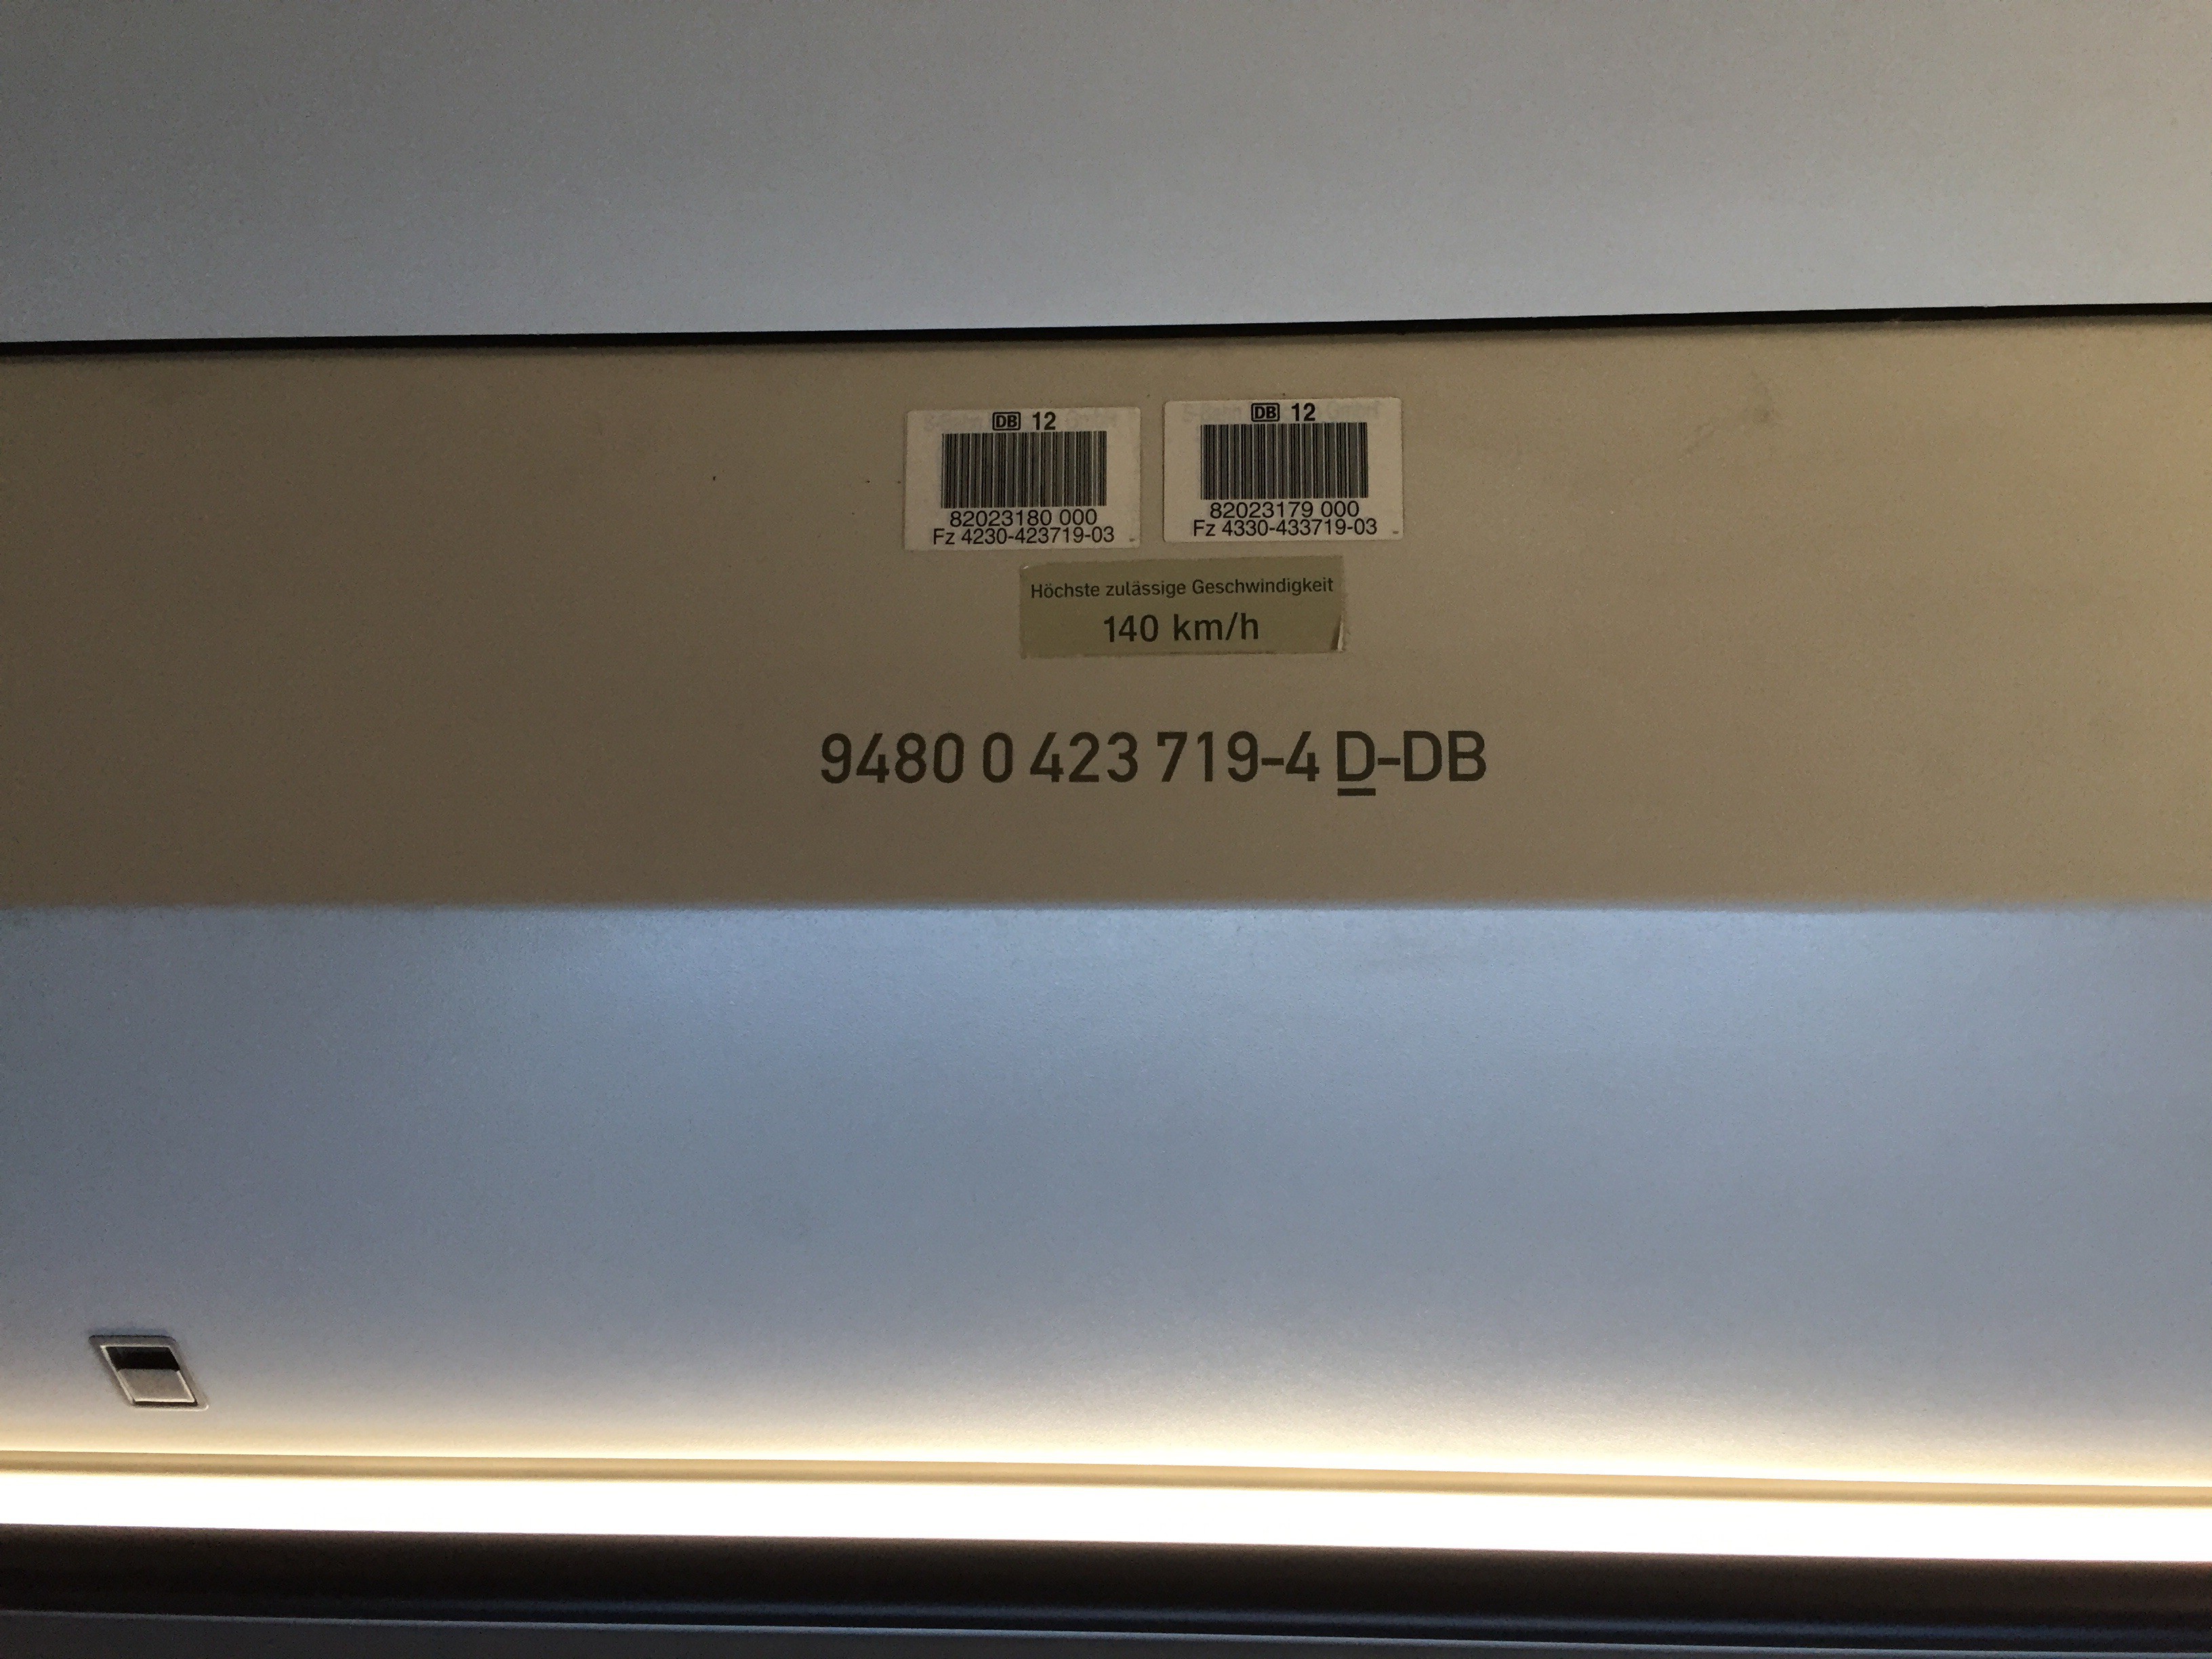 DB 12
82023180 000
Fz 4230-423719-03
DB 12
82023179 000
Fz 4330-433719-03
Höchste zulässige Geschwindigkeit
140 km/h
9480 0 423 719-4 D-DB